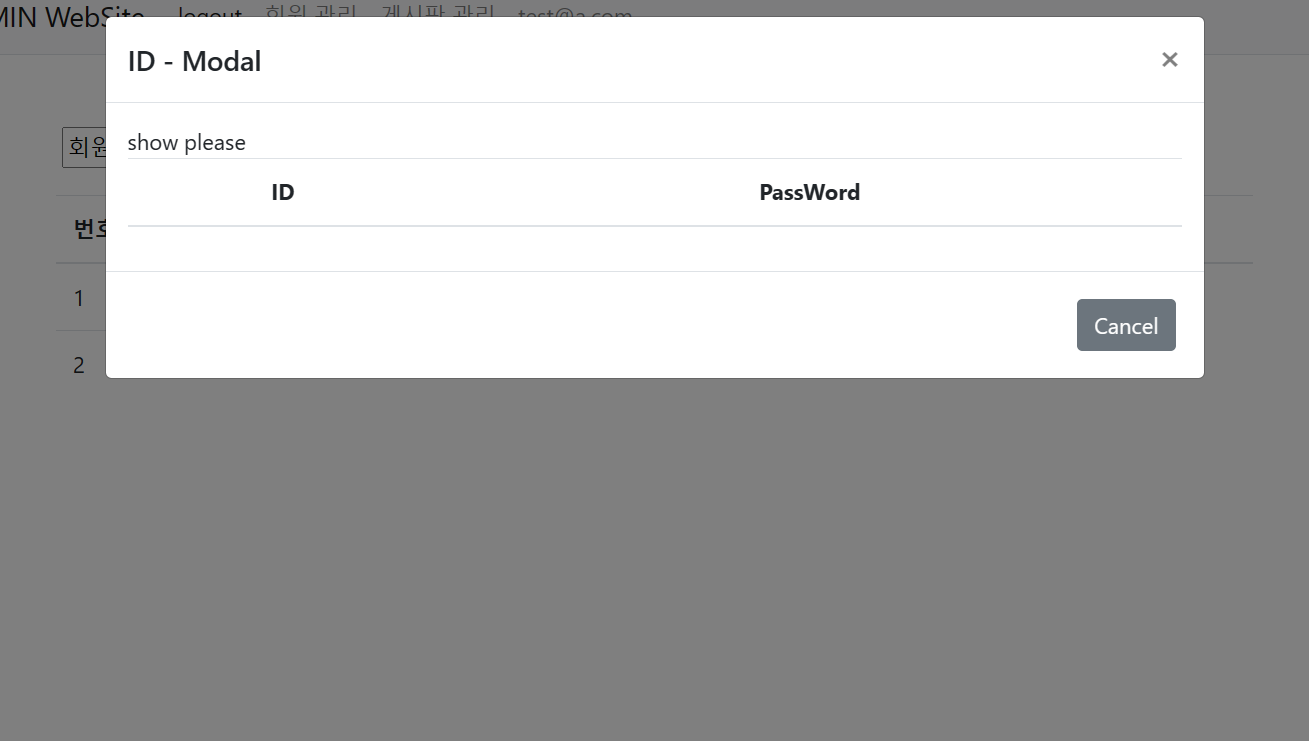 MIN WebSite logout 회원 관리 게시판 관리 test@a.com
ID - Modal ×
회원
show please
ID PassWord
번호
1
Cancel
2